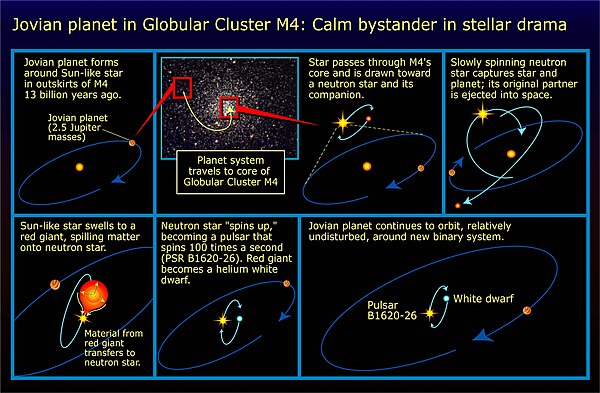 Jovian planet in Globular Cluster M4: Calm bystander in stellar drama
Jovian planet forms
around Sun-like star
in outskirts of M4
13 billion years ago.
Jovian planet
(2.5 Jupiter
masses)
Planet system
travels to core of
Globular Cluster M4
Star passes through M4's
core and is drawn toward
a neutron star and its
companion.
Slowly spinning neutron
star captures star and
planet; its original partner
is ejected into space.
Sun-like star swells to a
red giant, spilling matter
onto neutron star.
Material from
red giant
transfers to
neutron star.
Neutron star "spins up,"
becoming a pulsar that
spins 100 times a second
(PSR B1620-26). Red giant
becomes a helium white
dwarf.
Jovian planet continues to orbit, relatively
undisturbed, around new binary system.
Pulsar
B1620-26
White dwarf